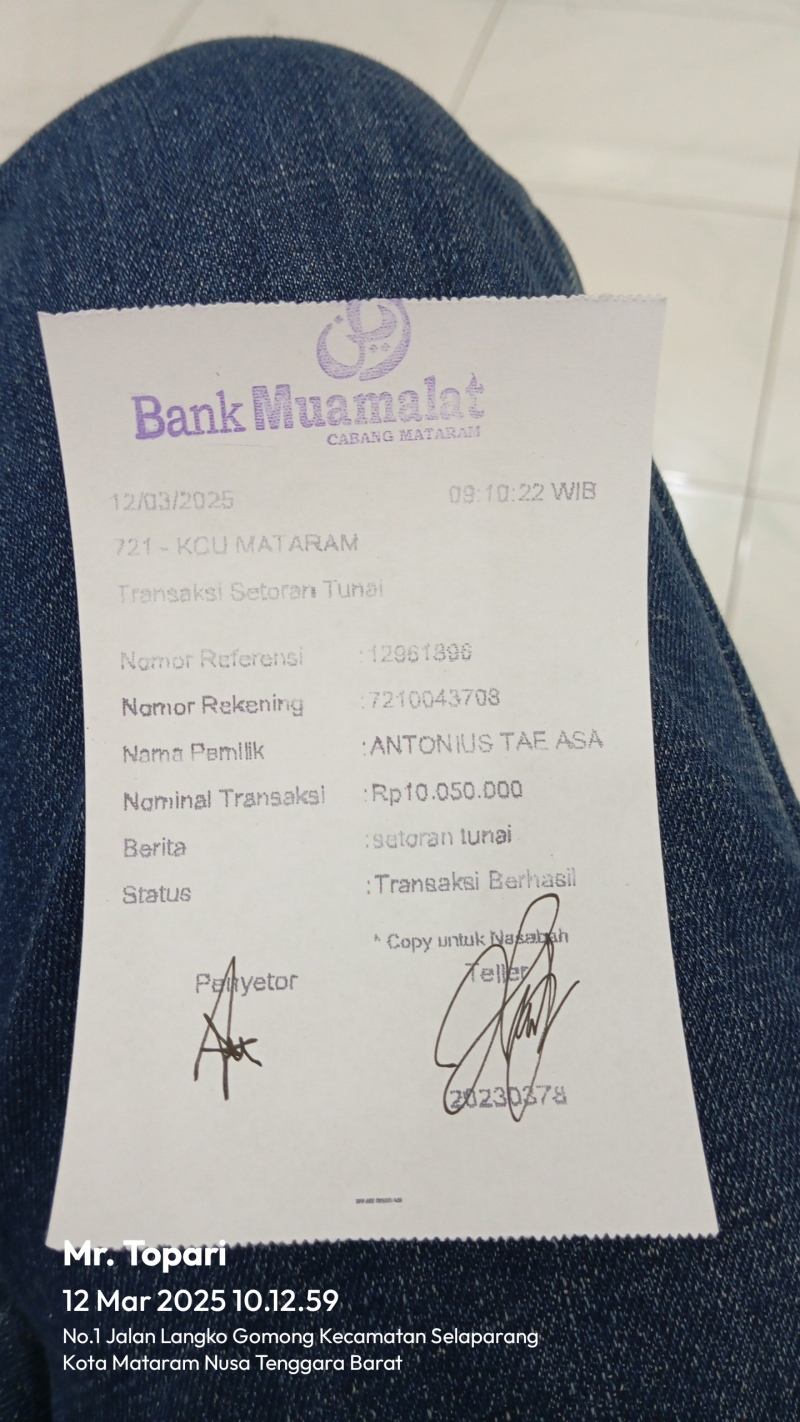 Bank Muamalat
CABANG MATARAM
12/03/2025 09:10:22 WIB
721 - KCU MATARAM
Transaksi Setoran Tunai
Nomor Referensi :12961896
Nomor Rekening :7210043708
Nama Pemilik :ANTONIUS TAE ASA
Nominal Transaksi :Rp10.050.000
Berita :setoran tunai
Status :Transaksi Berhasil
* Copy untuk Nasabah
Penyetor Teller
20230378
Mr. Topari
12 Mar 2025 10.12.59
No.1 Jalan Langko Gomong Kecamatan Selaparang
Kota Mataram Nusa Tenggara Barat